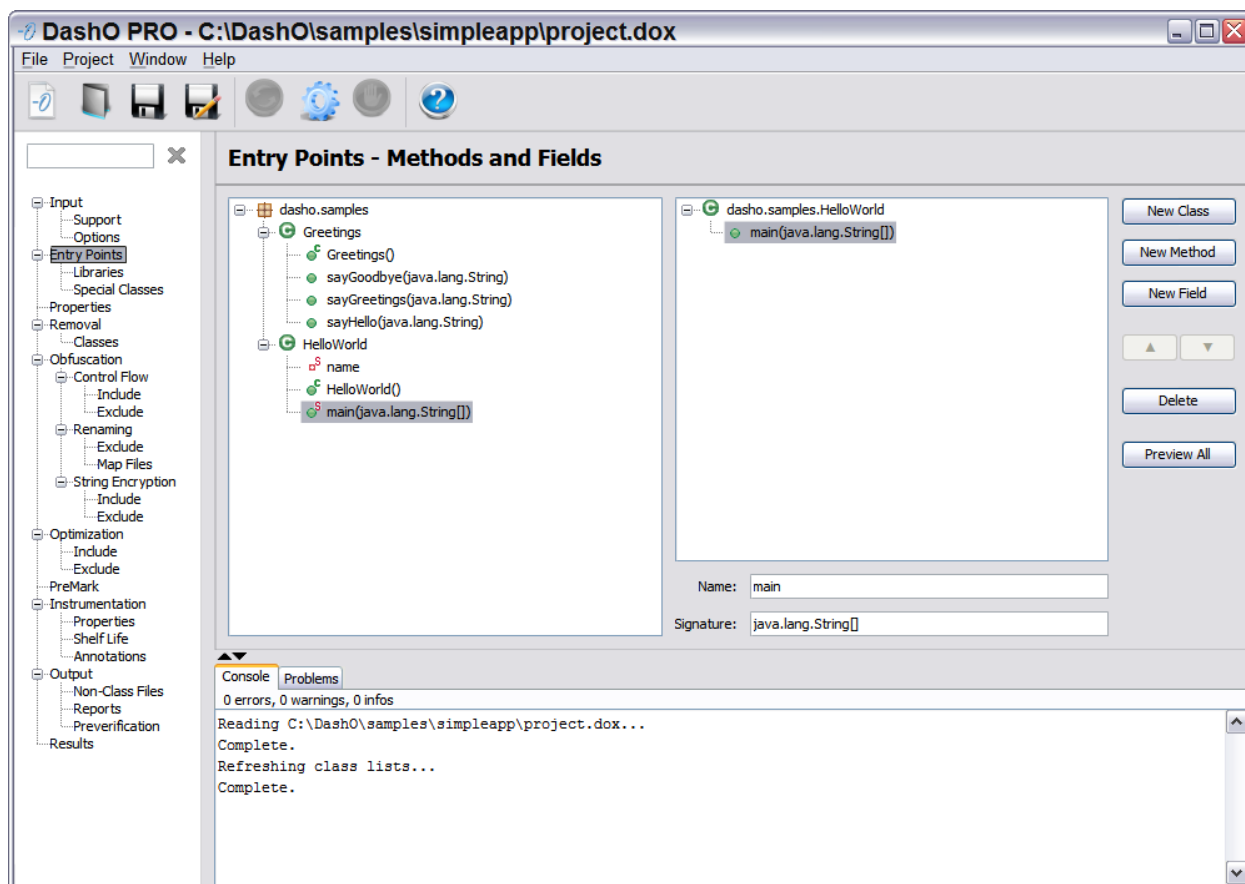 DashO PRO - C:\DashO\samples\simpleapp\project.dox
File Project Window Help
Entry Points - Methods and Fields
Input
Support
Options
Entry Points
Libraries
Special Classes
Properties
Removal
Classes
Obfuscation
Control Flow
Include
Exclude
Renaming
Exclude
Map Files
String Encryption
Include
Exclude
Optimization
Include
Exclude
PreMark
Instrumentation
Properties
Shelf Life
Annotations
Output
Non-Class Files
Reports
Preverification
Results
dasho.samples
Greetings
Greetings()
sayGoodbye(java.lang.String)
sayGreetings(java.lang.String)
sayHello(java.lang.String)
HelloWorld
name
HelloWorld()
main(java.lang.String[])
dasho.samples.HelloWorld
main(java.lang.String[])
New Class
New Method
New Field
Delete
Preview All
Name: main
Signature: java.lang.String[]
Console Problems
0 errors, 0 warnings, 0 infos
Reading C:\DashO\samples\simpleapp\project.dox...
Complete.
Refreshing class lists...
Complete.